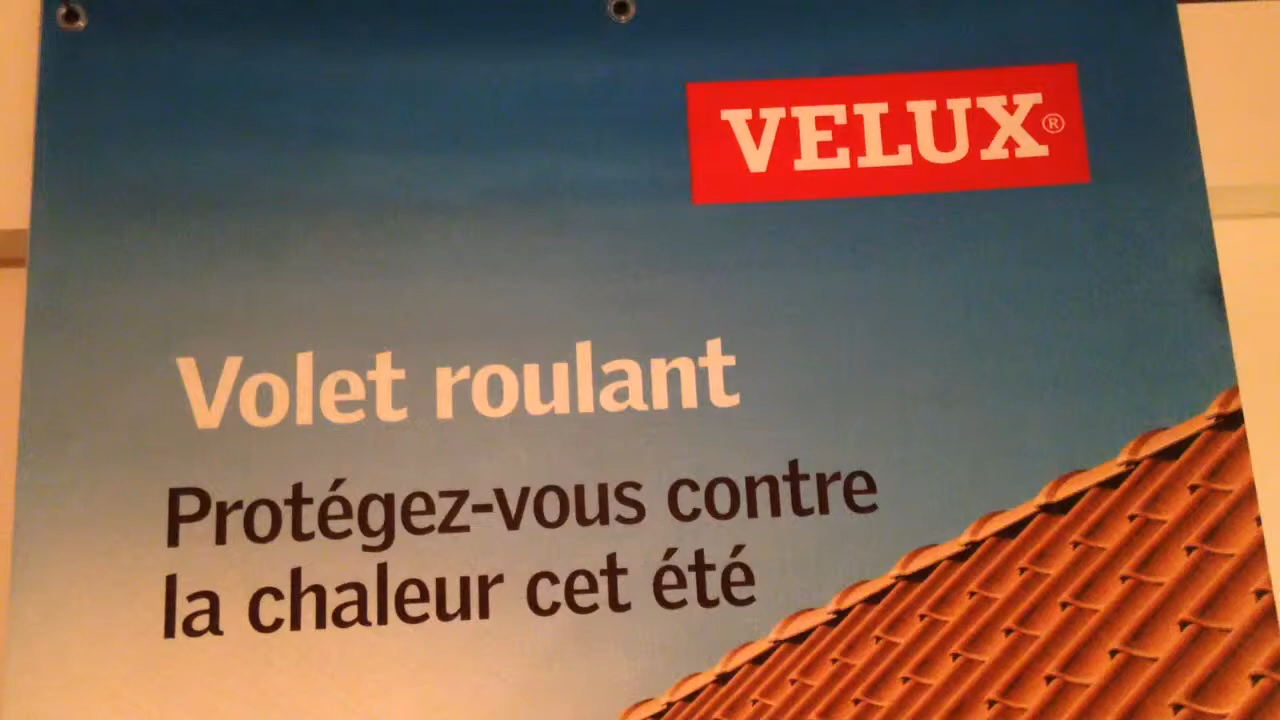 VELUX®
Volet roulant
Protégez-vous contre
la chaleur cet été